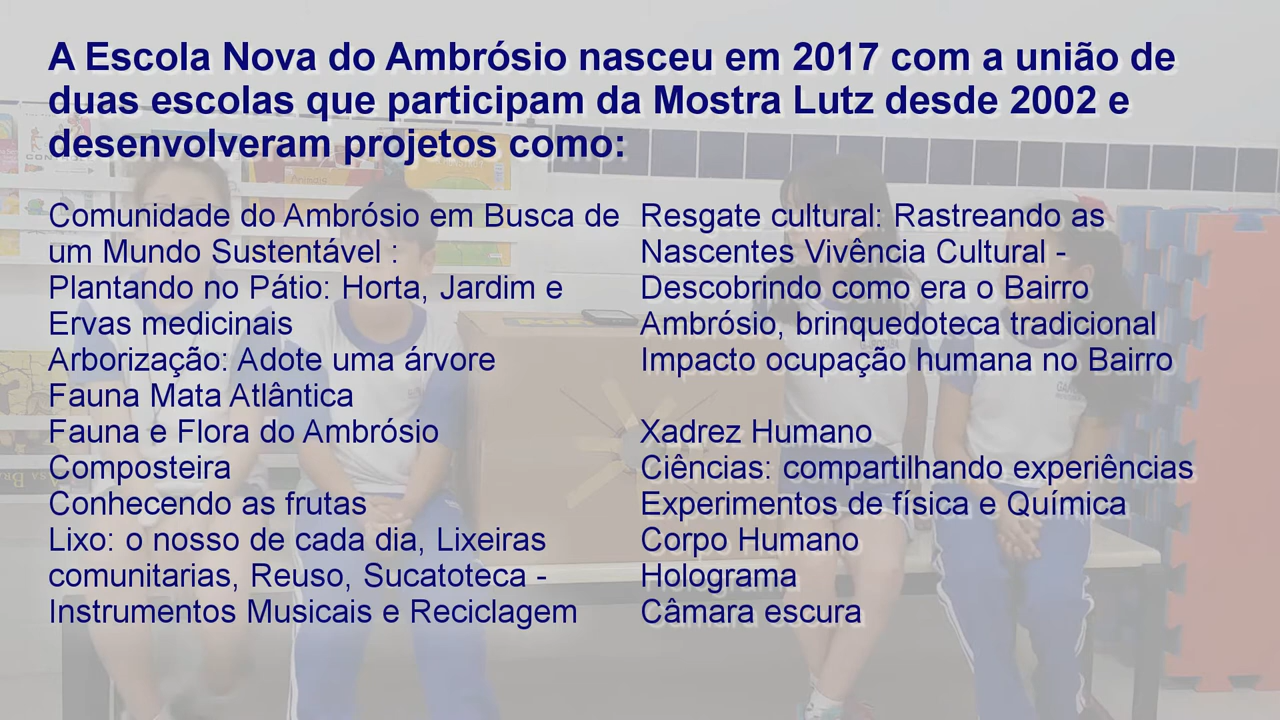 A Escola Nova do Ambrósio nasceu em 2017 com a união de
duas escolas que participam da Mostra Lutz desde 2002 e
desenvolveram projetos como:
Comunidade do Ambrósio em Busca de
um Mundo Sustentável :
Plantando no Pátio: Horta, Jardim e
Ervas medicinais
Arborização: Adote uma árvore
Fauna Mata Atlântica
Fauna e Flora do Ambrósio
Composteira
Conhecendo as frutas
Lixo: o nosso de cada dia, Lixeiras
comunitarias, Reuso, Sucatoteca -
Instrumentos Musicais e Reciclagem
Resgate cultural: Rastreando as
Nascentes Vivência Cultural -
Descobrindo como era o Bairro
Ambrósio, brinquedoteca tradicional
Impacto ocupação humana no Bairro
Xadrez Humano
Ciências: compartilhando experiências
Experimentos de física e Química
Corpo Humano
Holograma
Câmara escura